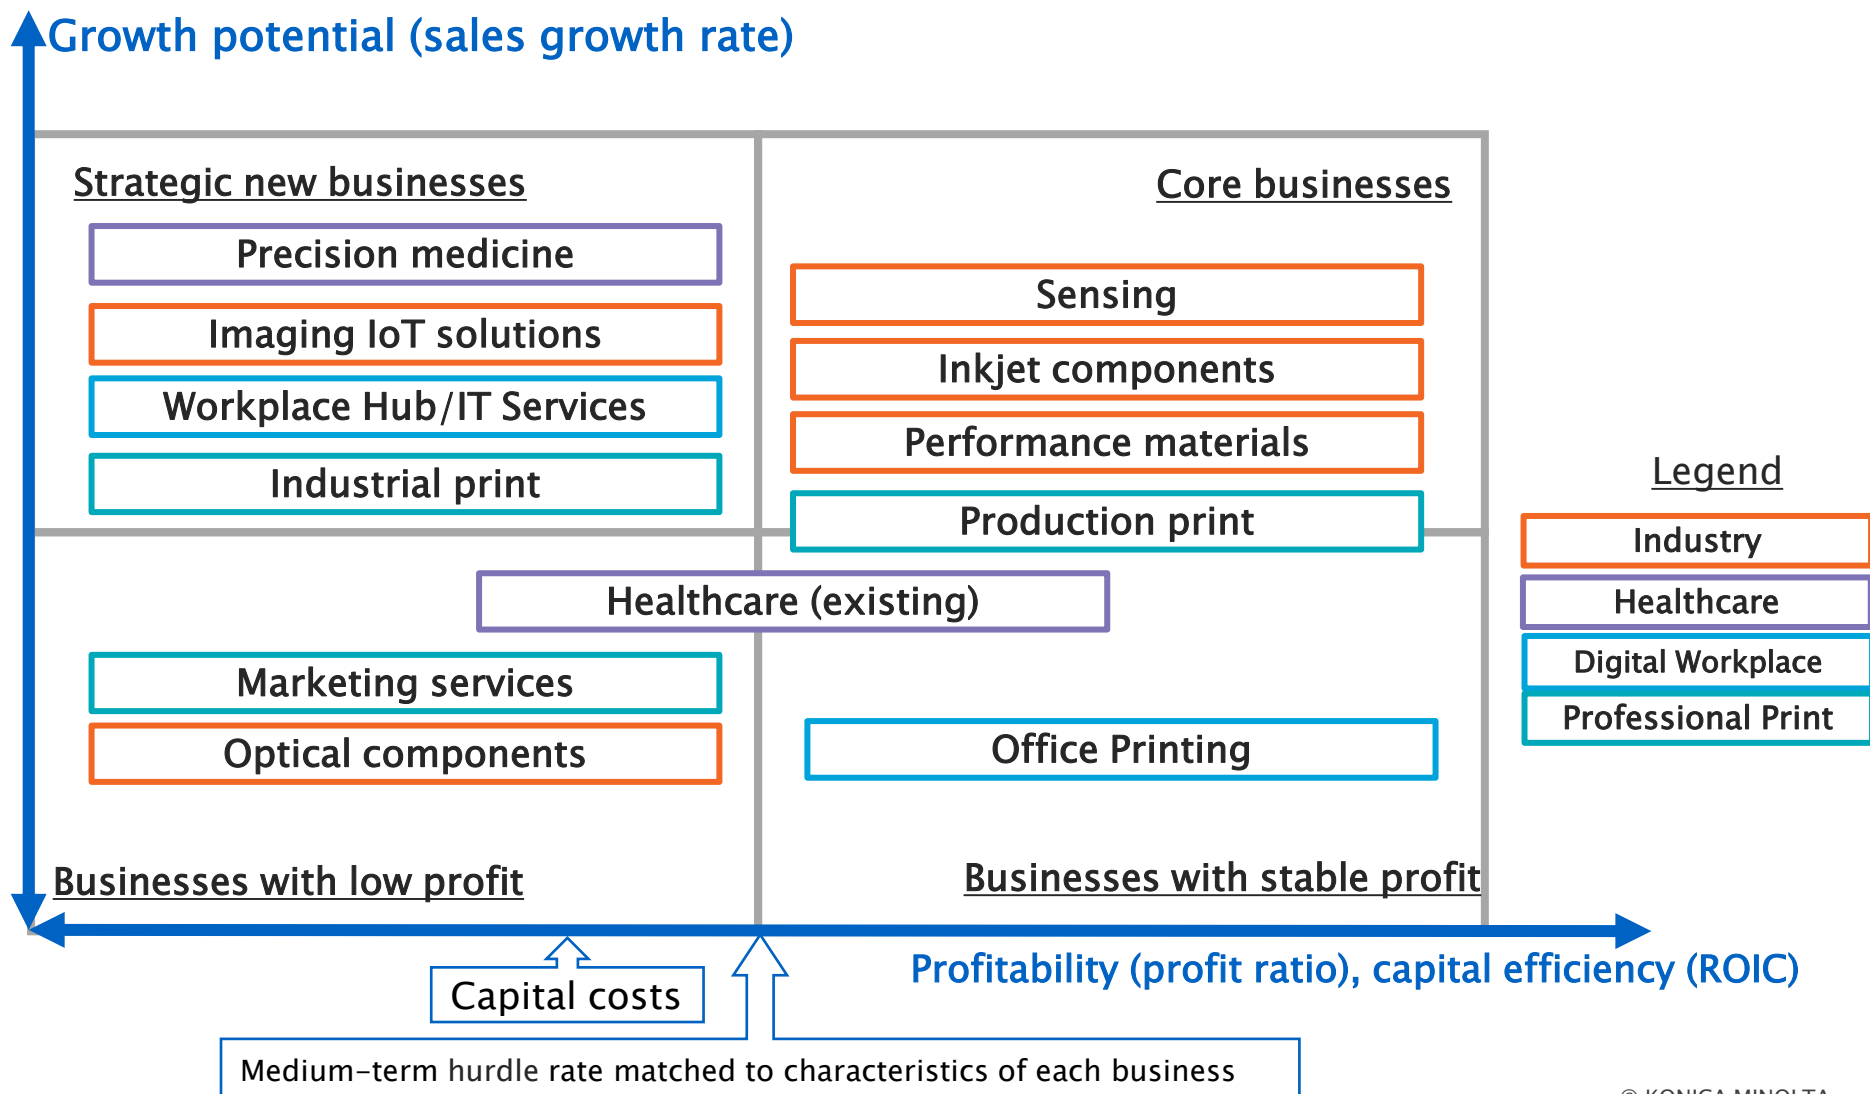 Growth potential (sales growth rate)
Strategic new businesses
Precision medicine
Imaging IoT solutions
Workplace Hub/IT Services
Industrial print
Core businesses
Sensing
Inkjet components
Performance materials
Production print
Healthcare (existing)
Marketing services
Optical components
Office Printing
Businesses with low profit
Businesses with stable profit
Legend
Industry
Healthcare
Digital Workplace
Professional Print
Profitability (profit ratio), capital efficiency (ROIC)
Capital costs
Medium-term hurdle rate matched to characteristics of each business
© KONICA MINOLTA